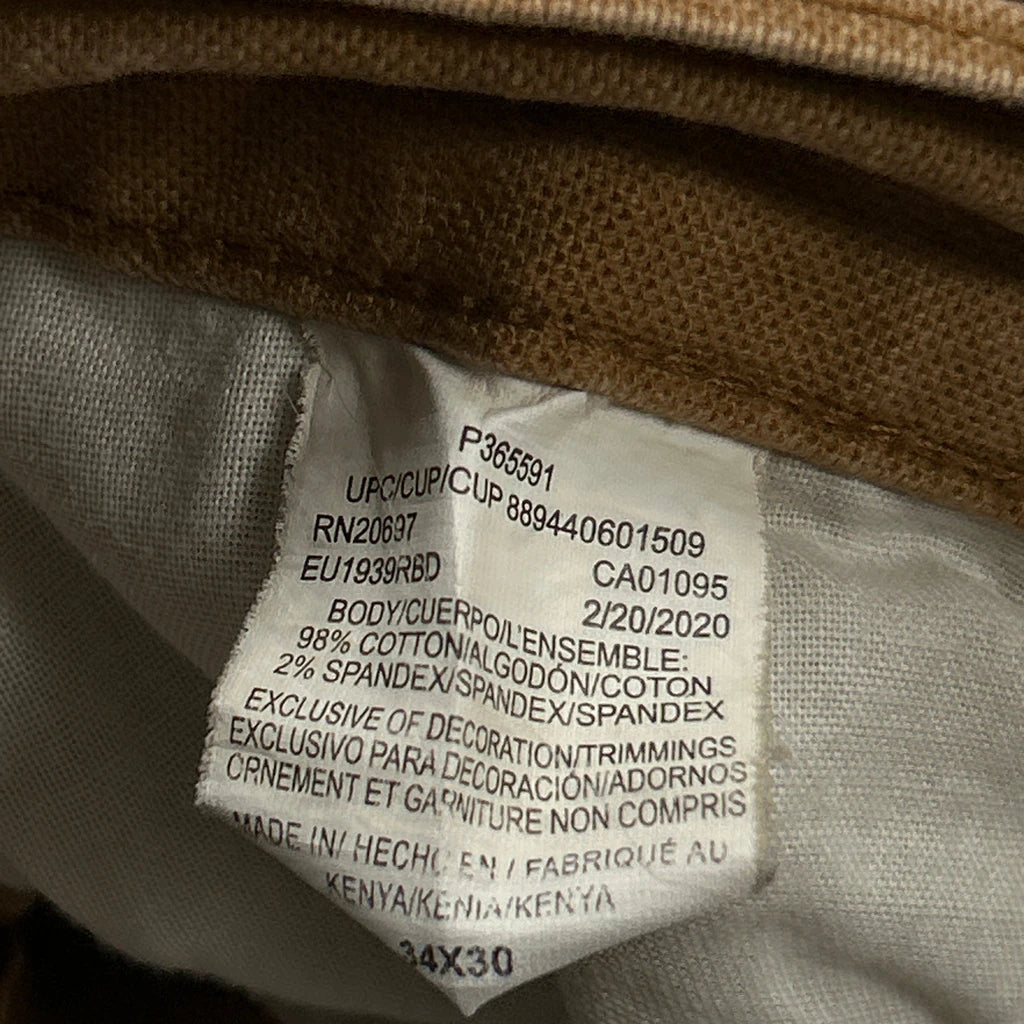 P365591
UPC/CUP/CUP 889440601509
RN20697 CA01095
EU1939RBD 2/20/2020
BODY/CUERPO/L'ENSEMBLE:
98% COTTON/ALGODÓN/COTON
2% SPANDEX/SPANDEX/SPANDEX
EXCLUSIVE OF DECORATION/TRIMMINGS
EXCLUSIVO PARA DECORACIÓN/ADORNOS
ORNEMENT ET GARNITURE NON COMPRIS
MADE IN/ HECHO EN / FABRIQUÉ AU
KENYA/KENIA/KENYA
34X30